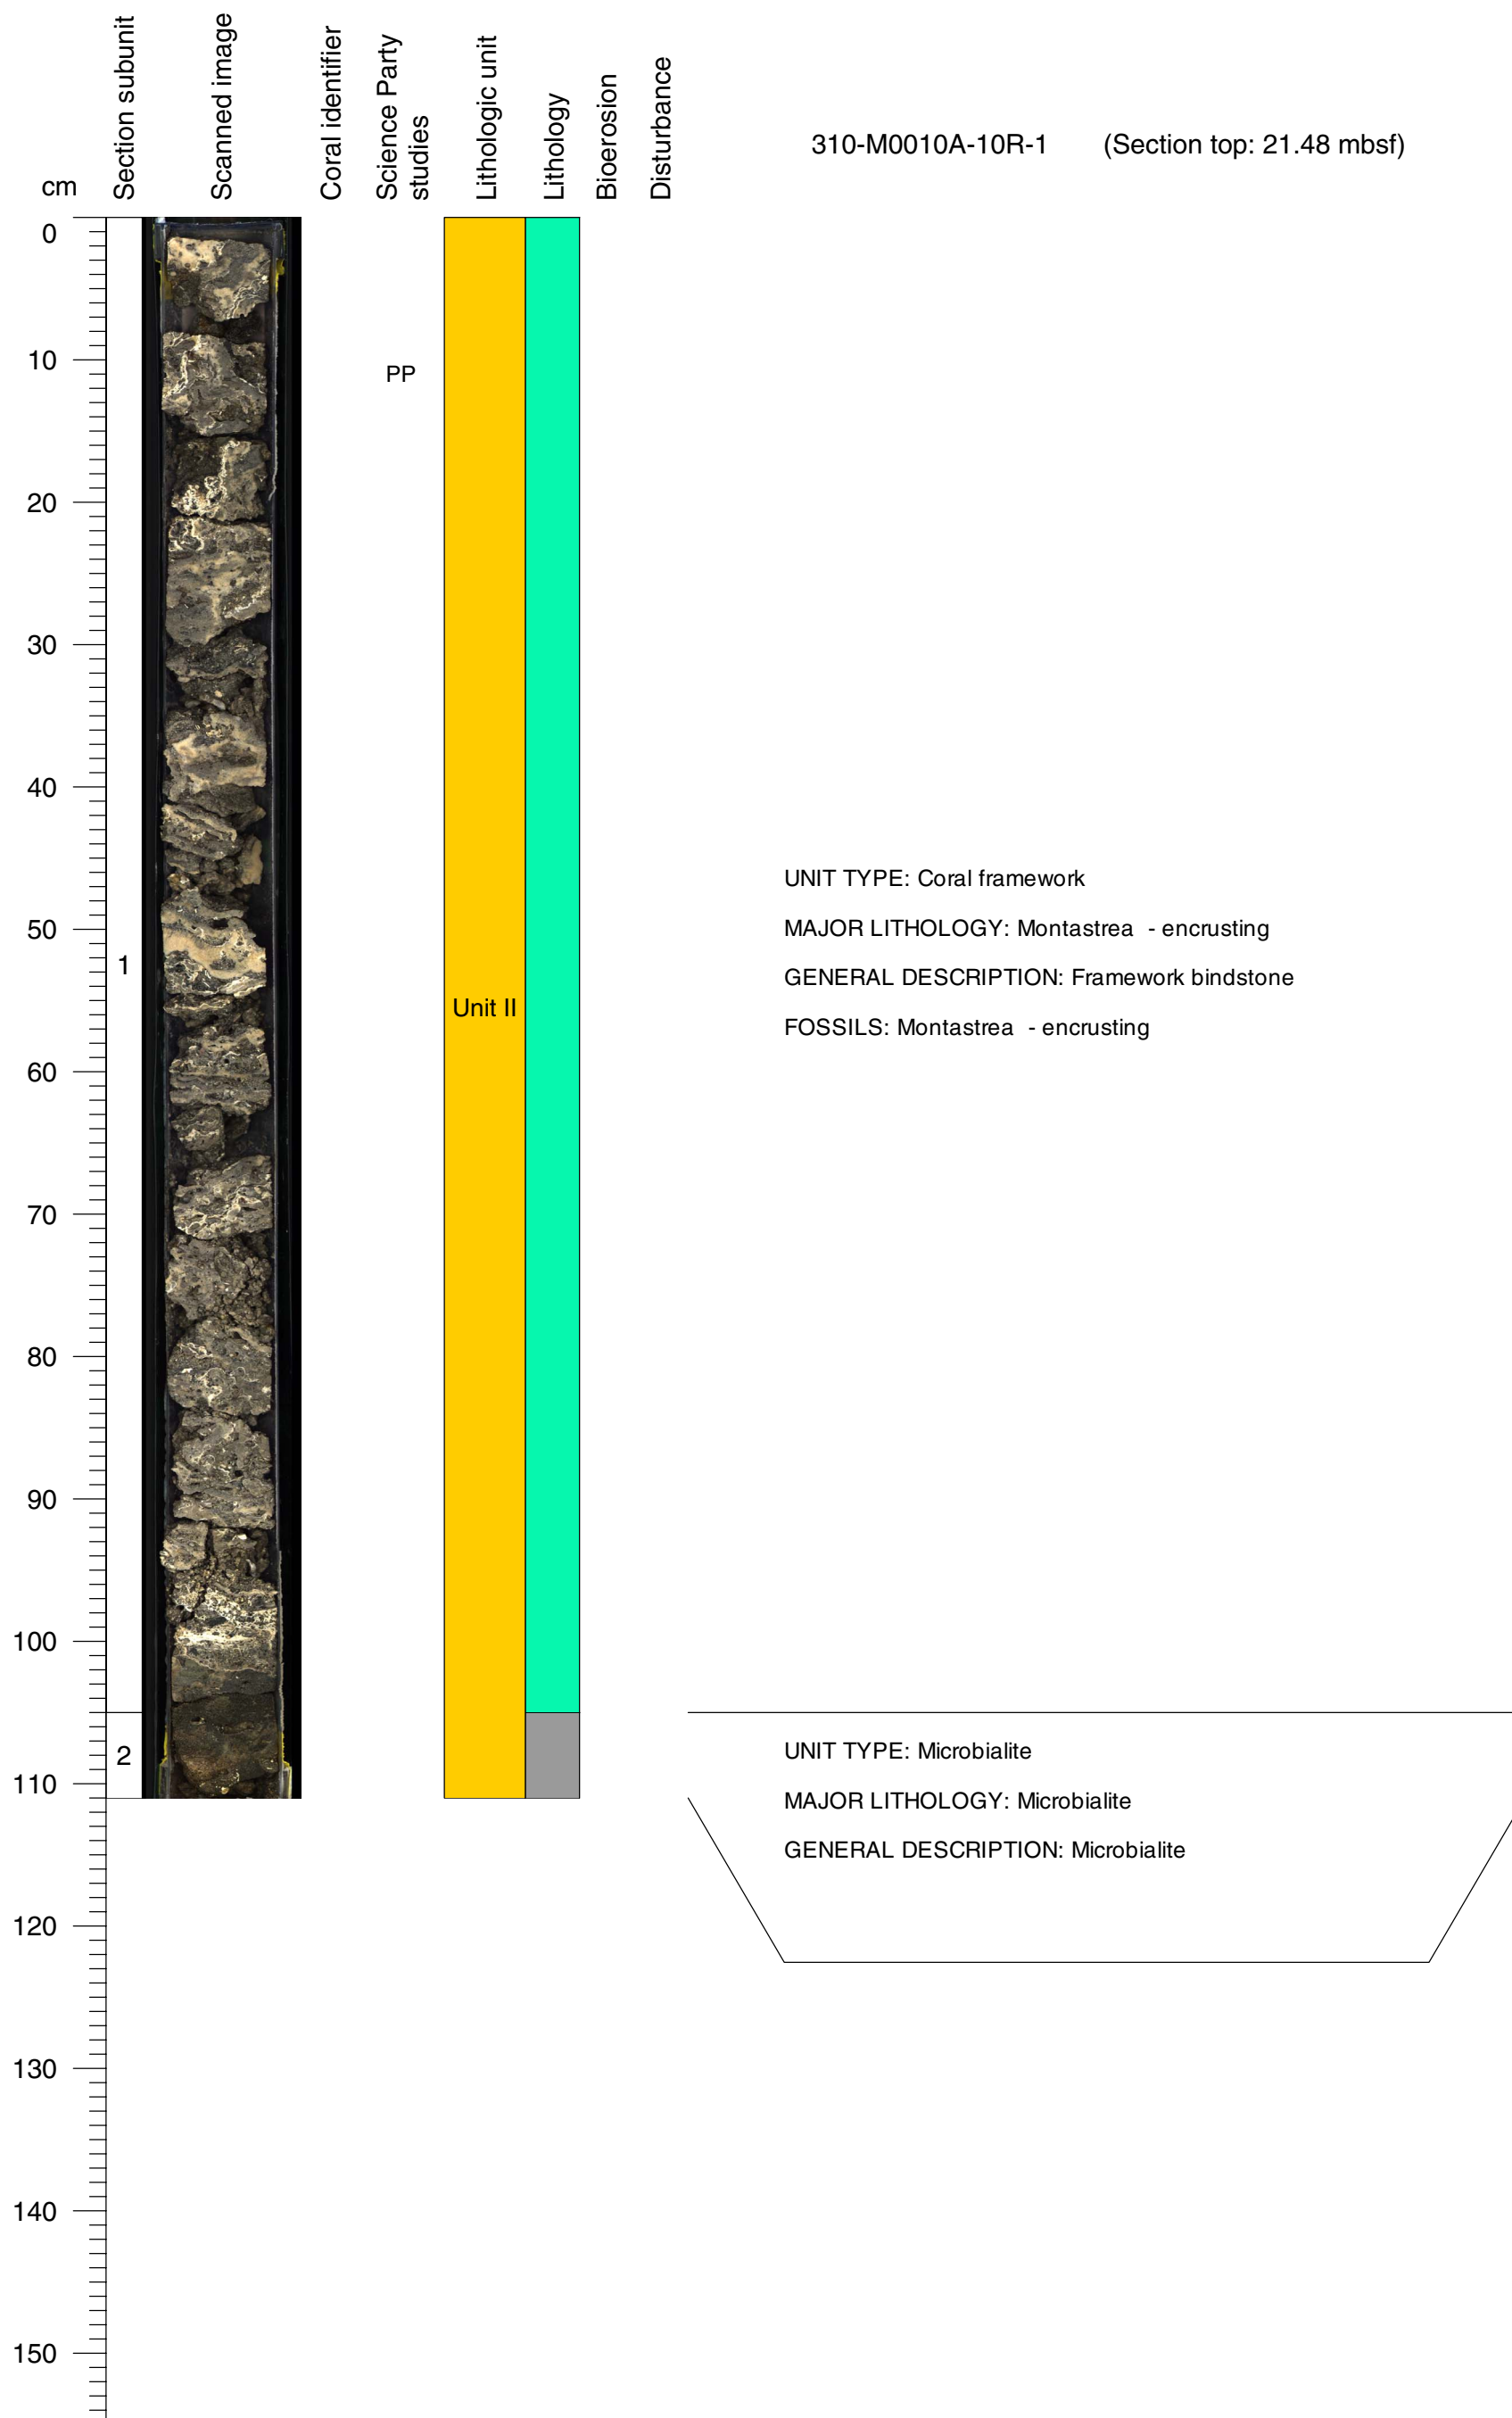 Section subunit
Scanned image
Coral identifier
Science Party
studies
Lithologic unit
Lithology
Bioerosion
Disturbance
310-M0010A-10R-1 (Section top: 21.48 mbsf)
cm
0
10
PP
20
30
40
UNIT TYPE: Coral framework
50
MAJOR LITHOLOGY: Montastrea - encrusting
1
GENERAL DESCRIPTION: Framework bindstone
Unit II
FOSSILS: Montastrea - encrusting
60
70
80
90
100
2
UNIT TYPE: Microbialite
110
MAJOR LITHOLOGY: Microbialite
GENERAL DESCRIPTION: Microbialite
120
130
140
150